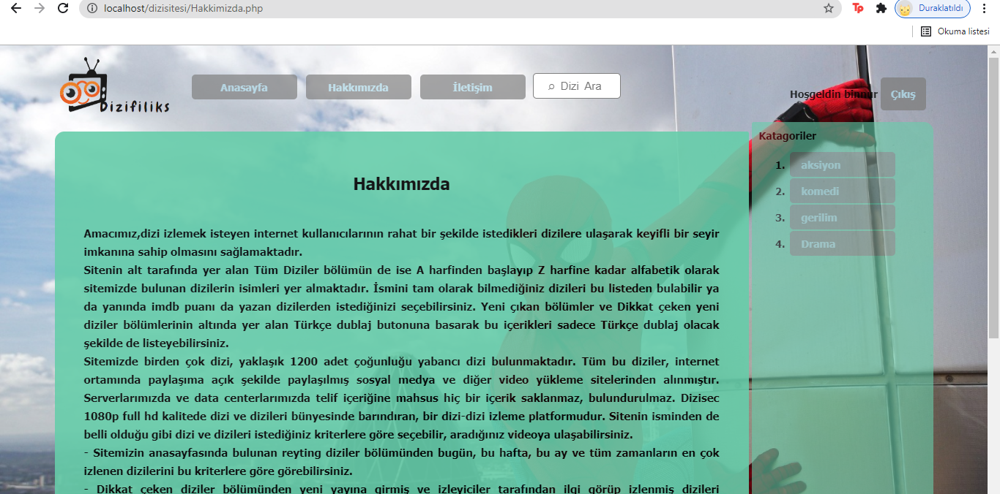 localhost/dizisitesi/Hakkimizda.php
Tp
Duraklatıldı
Okuma listesi
Dizifiliks
Anasayfa
Hakkımızda
İletişim
Dizi Ara
Hoşgeldin binnur
Çıkış
Katagoriler
1. aksiyon
2. komedi
3. gerilim
4. Drama
Hakkımızda
Amacımız,dizi izlemek isteyen internet kullanıcılarının rahat bir şekilde istedikleri dizilere ulaşarak keyifli bir seyir
imkanına sahip olmasını sağlamaktadır.
Sitenin alt tarafında yer alan Tüm Diziler bölümün de ise A harfinden başlayıp Z harfine kadar alfabetik olarak
sitemizde bulunan dizilerin isimleri yer almaktadır. İsmini tam olarak bilmediğiniz dizileri bu listeden bulabilir ya
da yanında imdb puanı da yazan dizilerden istediğinizi seçebilirsiniz. Yeni çıkan bölümler ve Dikkat çeken yeni
diziler bölümlerinin altında yer alan Türkçe dublaj butonuna basarak bu içerikleri sadece Türkçe dublaj olacak
şekilde de listeyebilirsiniz.
Sitemizde birden çok dizi, yaklaşık 1200 adet çoğunluğu yabancı dizi bulunmaktadır. Tüm bu diziler, internet
ortamında paylaşıma açık şekilde paylaşılmış sosyal medya ve diğer video yükleme sitelerinden alınmıştır.
Serverlarımızda ve data centerlarımızda telif içeriğine mahsus hiç bir içerik saklanmaz, bulundurulmaz. Dizisec
1080p full hd kalitede dizi ve dizileri bünyesinde barındıran, bir dizi-dizi izleme platformudur. Sitenin isminden de
belli olduğu gibi dizi ve dizileri istediğiniz kriterlere göre seçebilir, aradığınız videoya ulaşabilirsiniz.
- Sitemizin anasayfasında bulunan reyting diziler bölümünden bugün, bu hafta, bu ay ve tüm zamanların en çok
izlenen dizilerini bu kriterlere göre görebilirsiniz.
- Dikkat çeken diziler bölümünden yeni yayına girmiş ve izleyiciler tarafından ilgi görüp izlenmiş dizileri